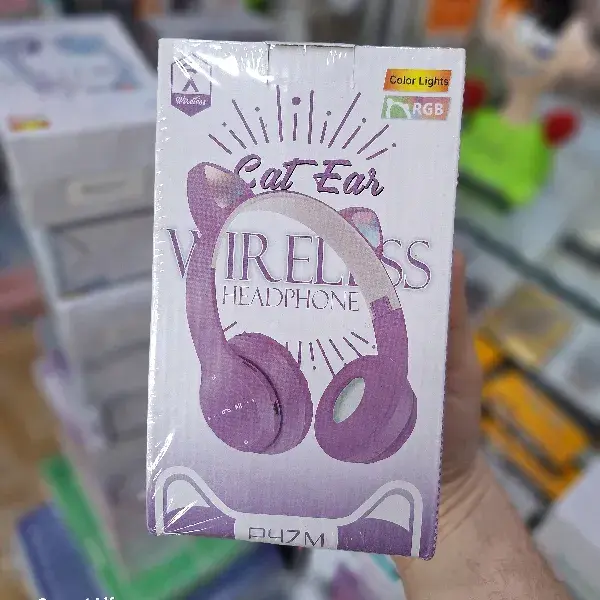 Wireless
Color Lights
RGB
Cat Ear
WIRELESS
HEADPHONE
P47M